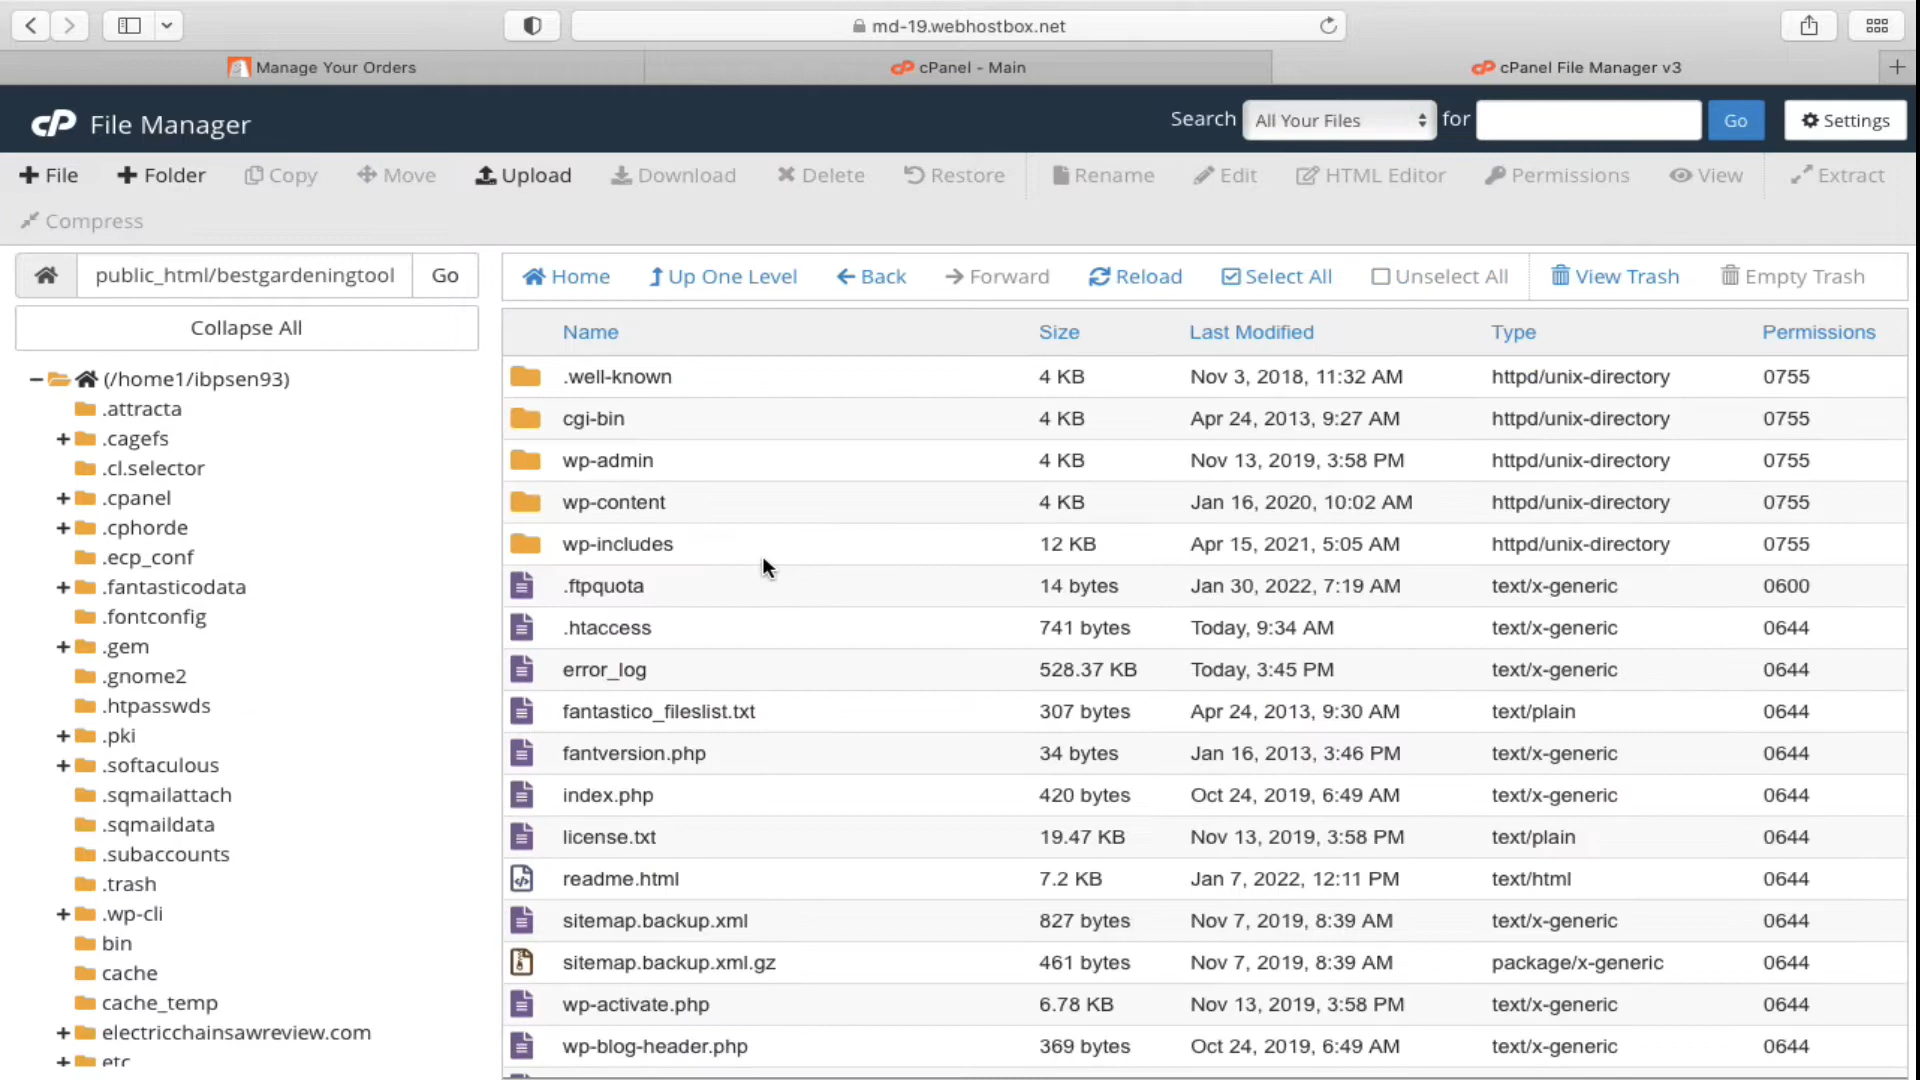 md-19.webhostbox.net
Manage Your Orders
cPanel - Main
cPanel File Manager v3
cP File Manager
Search All Your Files for Go Settings
File Folder Copy Move Upload Download Delete Restore Rename Edit HTML Editor Permissions View Extract
Compress
public_html/bestgardeningtool Go
Home Up One Level Back Forward Reload Select All Unselect All View Trash Empty Trash
Collapse All
(/home1/ibpsen93)
.attracta
.cagefs
.cl.selector
.cpanel
.cphorde
.ecp_conf
.fantasticodata
.fontconfig
.gem
.gnome2
.htpasswds
.pki
.softaculous
.sqmailattach
.sqmaildata
.subaccounts
.trash
.wp-cli
bin
cache
cache_temp
electricchainsawreview.com
etc
Name Size Last Modified Type Permissions
.well-known 4 KB Nov 3, 2018, 11:32 AM httpd/unix-directory 0755
cgi-bin 4 KB Apr 24, 2013, 9:27 AM httpd/unix-directory 0755
wp-admin 4 KB Nov 13, 2019, 3:58 PM httpd/unix-directory 0755
wp-content 4 KB Jan 16, 2020, 10:02 AM httpd/unix-directory 0755
wp-includes 12 KB Apr 15, 2021, 5:05 AM httpd/unix-directory 0755
.ftpquota 14 bytes Jan 30, 2022, 7:19 AM text/x-generic 0600
.htaccess 741 bytes Today, 9:34 AM text/x-generic 0644
error_log 528.37 KB Today, 3:45 PM text/x-generic 0644
fantastico_fileslist.txt 307 bytes Apr 24, 2013, 9:30 AM text/plain 0644
fantversion.php 34 bytes Jan 16, 2013, 3:46 PM text/x-generic 0644
index.php 420 bytes Oct 24, 2019, 6:49 AM text/x-generic 0644
license.txt 19.47 KB Nov 13, 2019, 3:58 PM text/plain 0644
readme.html 7.2 KB Jan 7, 2022, 12:11 PM text/html 0644
sitemap.backup.xml 827 bytes Nov 7, 2019, 8:39 AM text/x-generic 0644
sitemap.backup.xml.gz 461 bytes Nov 7, 2019, 8:39 AM package/x-generic 0644
wp-activate.php 6.78 KB Nov 13, 2019, 3:58 PM text/x-generic 0644
wp-blog-header.php 369 bytes Oct 24, 2019, 6:49 AM text/x-generic 0644